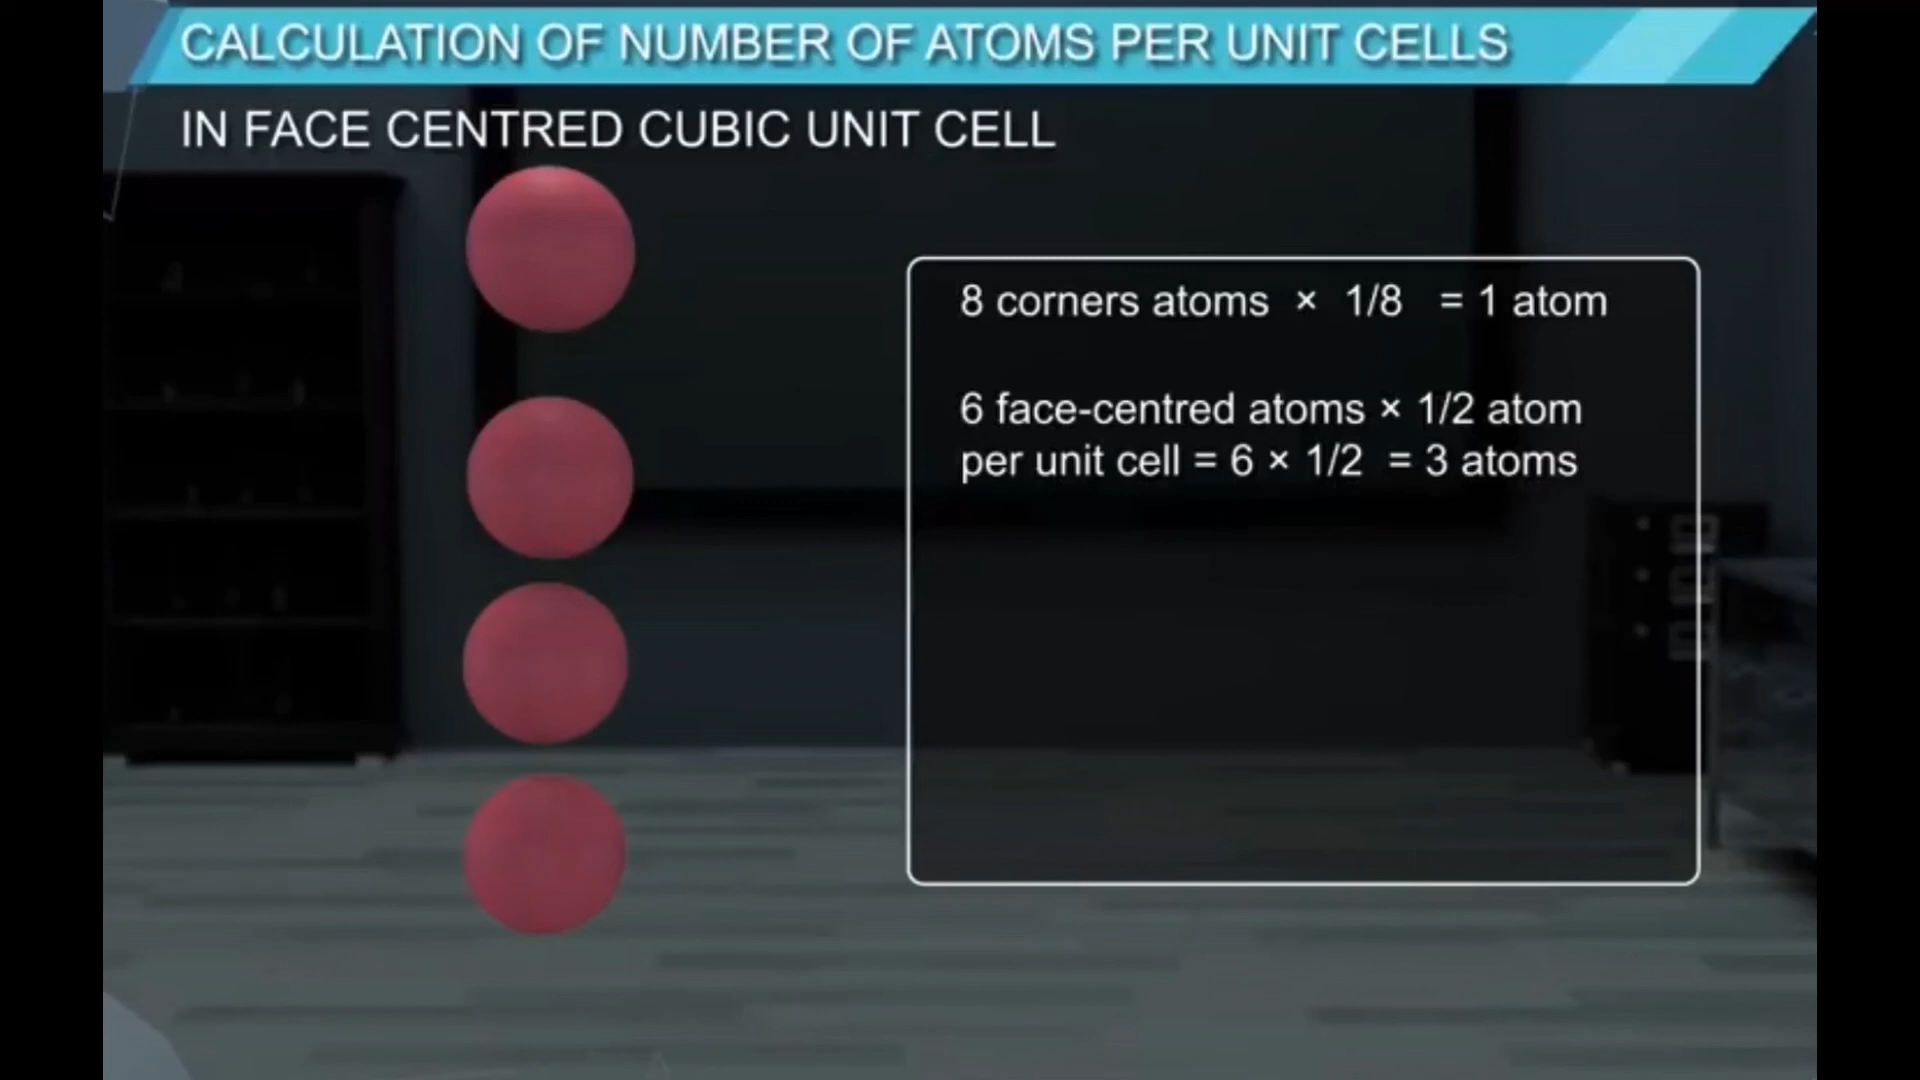 CALCULATION OF NUMBER OF ATOMS PER UNIT CELLS
IN FACE CENTRED CUBIC UNIT CELL
8 corners atoms × 1/8 = 1 atom
6 face-centred atoms × 1/2 atom
per unit cell = 6 × 1/2 = 3 atoms